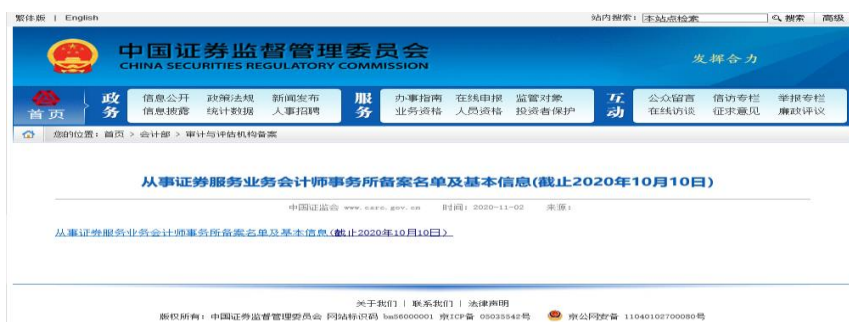 繁体版 | English 站内搜索: 本站点检索 搜索 高级
中国证券监督管理委员会
CHINA SECURITIES REGULATORY COMMISSION
发挥合力
首页 政务 信息公开 政策法规 新闻发布 服务 办事指南 在线申报 监管对象 互动 公众留言 信访专栏 举报专栏
信息披露 统计数据 人事招聘 业务资格 人员资格 投资者保护 在线访谈 征求意见 廉政评议
您的位置: 首页 > 会计部 > 审计与评估机构备案
从事证券服务业务会计师事务所备案名单及基本信息(截止2020年10月10日)
中国证监会 www.csrc.gov.cn 时间: 2020-11-02 来源:
从事证券服务业务会计师事务所备案名单及基本信息(截止2020年10月10日)
关于我们 | 联系我们 | 法律声明
版权所有: 中国证券监督管理委员会 网站标识码 bm56000001 京ICP备 05035542号 京公网安备 11040102700080号